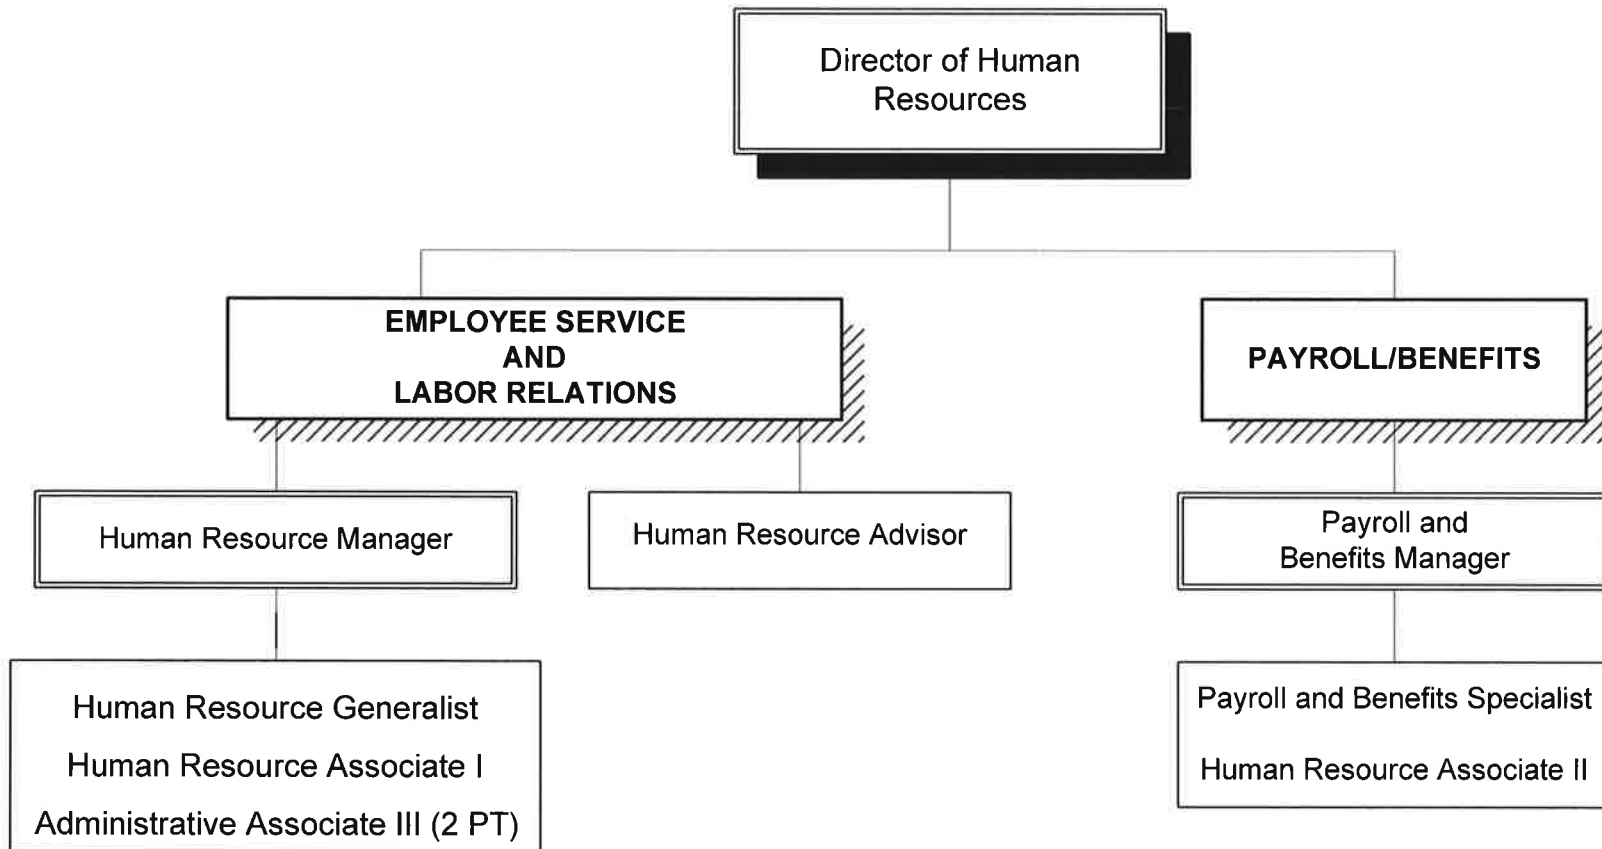 Director of Human
Resources
EMPLOYEE SERVICE
AND
LABOR RELATIONS
PAYROLL/BENEFITS
Human Resource Manager
Human Resource Advisor
Payroll and
Benefits Manager
Human Resource Generalist
Human Resource Associate I
Administrative Associate III (2 PT)
Payroll and Benefits Specialist
Human Resource Associate II